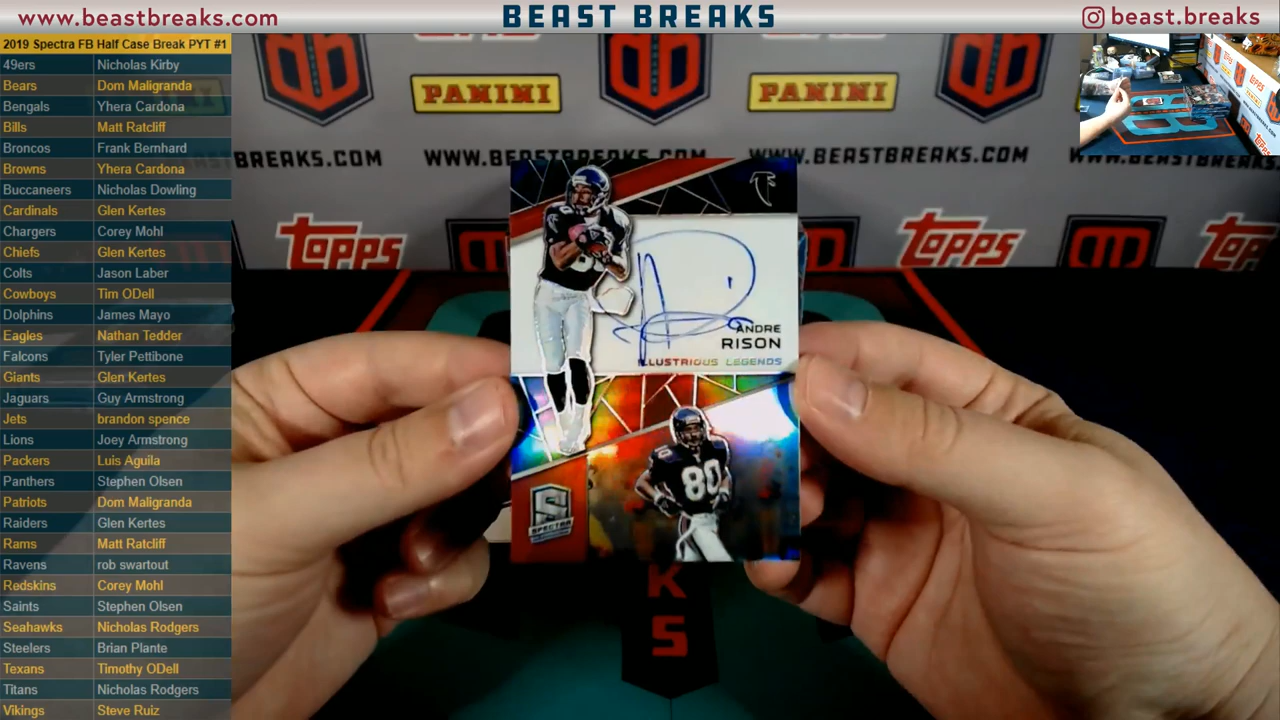 www.beastbreaks.com
BEAST BREAKS
beast.breaks
2019 Spectra FB Half Case Break PYT #1
49ers Nicholas Kirby
Bears Dom Maligranda
Bengals Yhera Cardona
Bills Matt Ratcliff
Broncos Frank Bernhard
Browns Yhera Cardona
Buccaneers Nicholas Dowling
Cardinals Glen Kertes
Chargers Corey Mohl
Chiefs Glen Kertes
Colts Jason Laber
Cowboys Tim ODell
Dolphins James Mayo
Eagles Nathan Tedder
Falcons Tyler Pettibone
Giants Glen Kertes
Jaguars Guy Armstrong
Jets brandon spence
Lions Joey Armstrong
Packers Luis Aguila
Panthers Stephen Olsen
Patriots Dom Maligranda
Raiders Glen Kertes
Rams Matt Ratcliff
Ravens rob swartout
Redskins Corey Mohl
Saints Stephen Olsen
Seahawks Nicholas Rodgers
Steelers Brian Plante
Texans Timothy ODell
Titans Nicholas Rodgers
Vikings Steve Ruiz
PANINI PANINI
WWW.BEASTBREAKS.COM WWW.BEASTBREAKS.COM
topps topps topps
ANDRE
RISON
ILLUSTRIOUS LEGENDS
80
SPECTRA
K
S